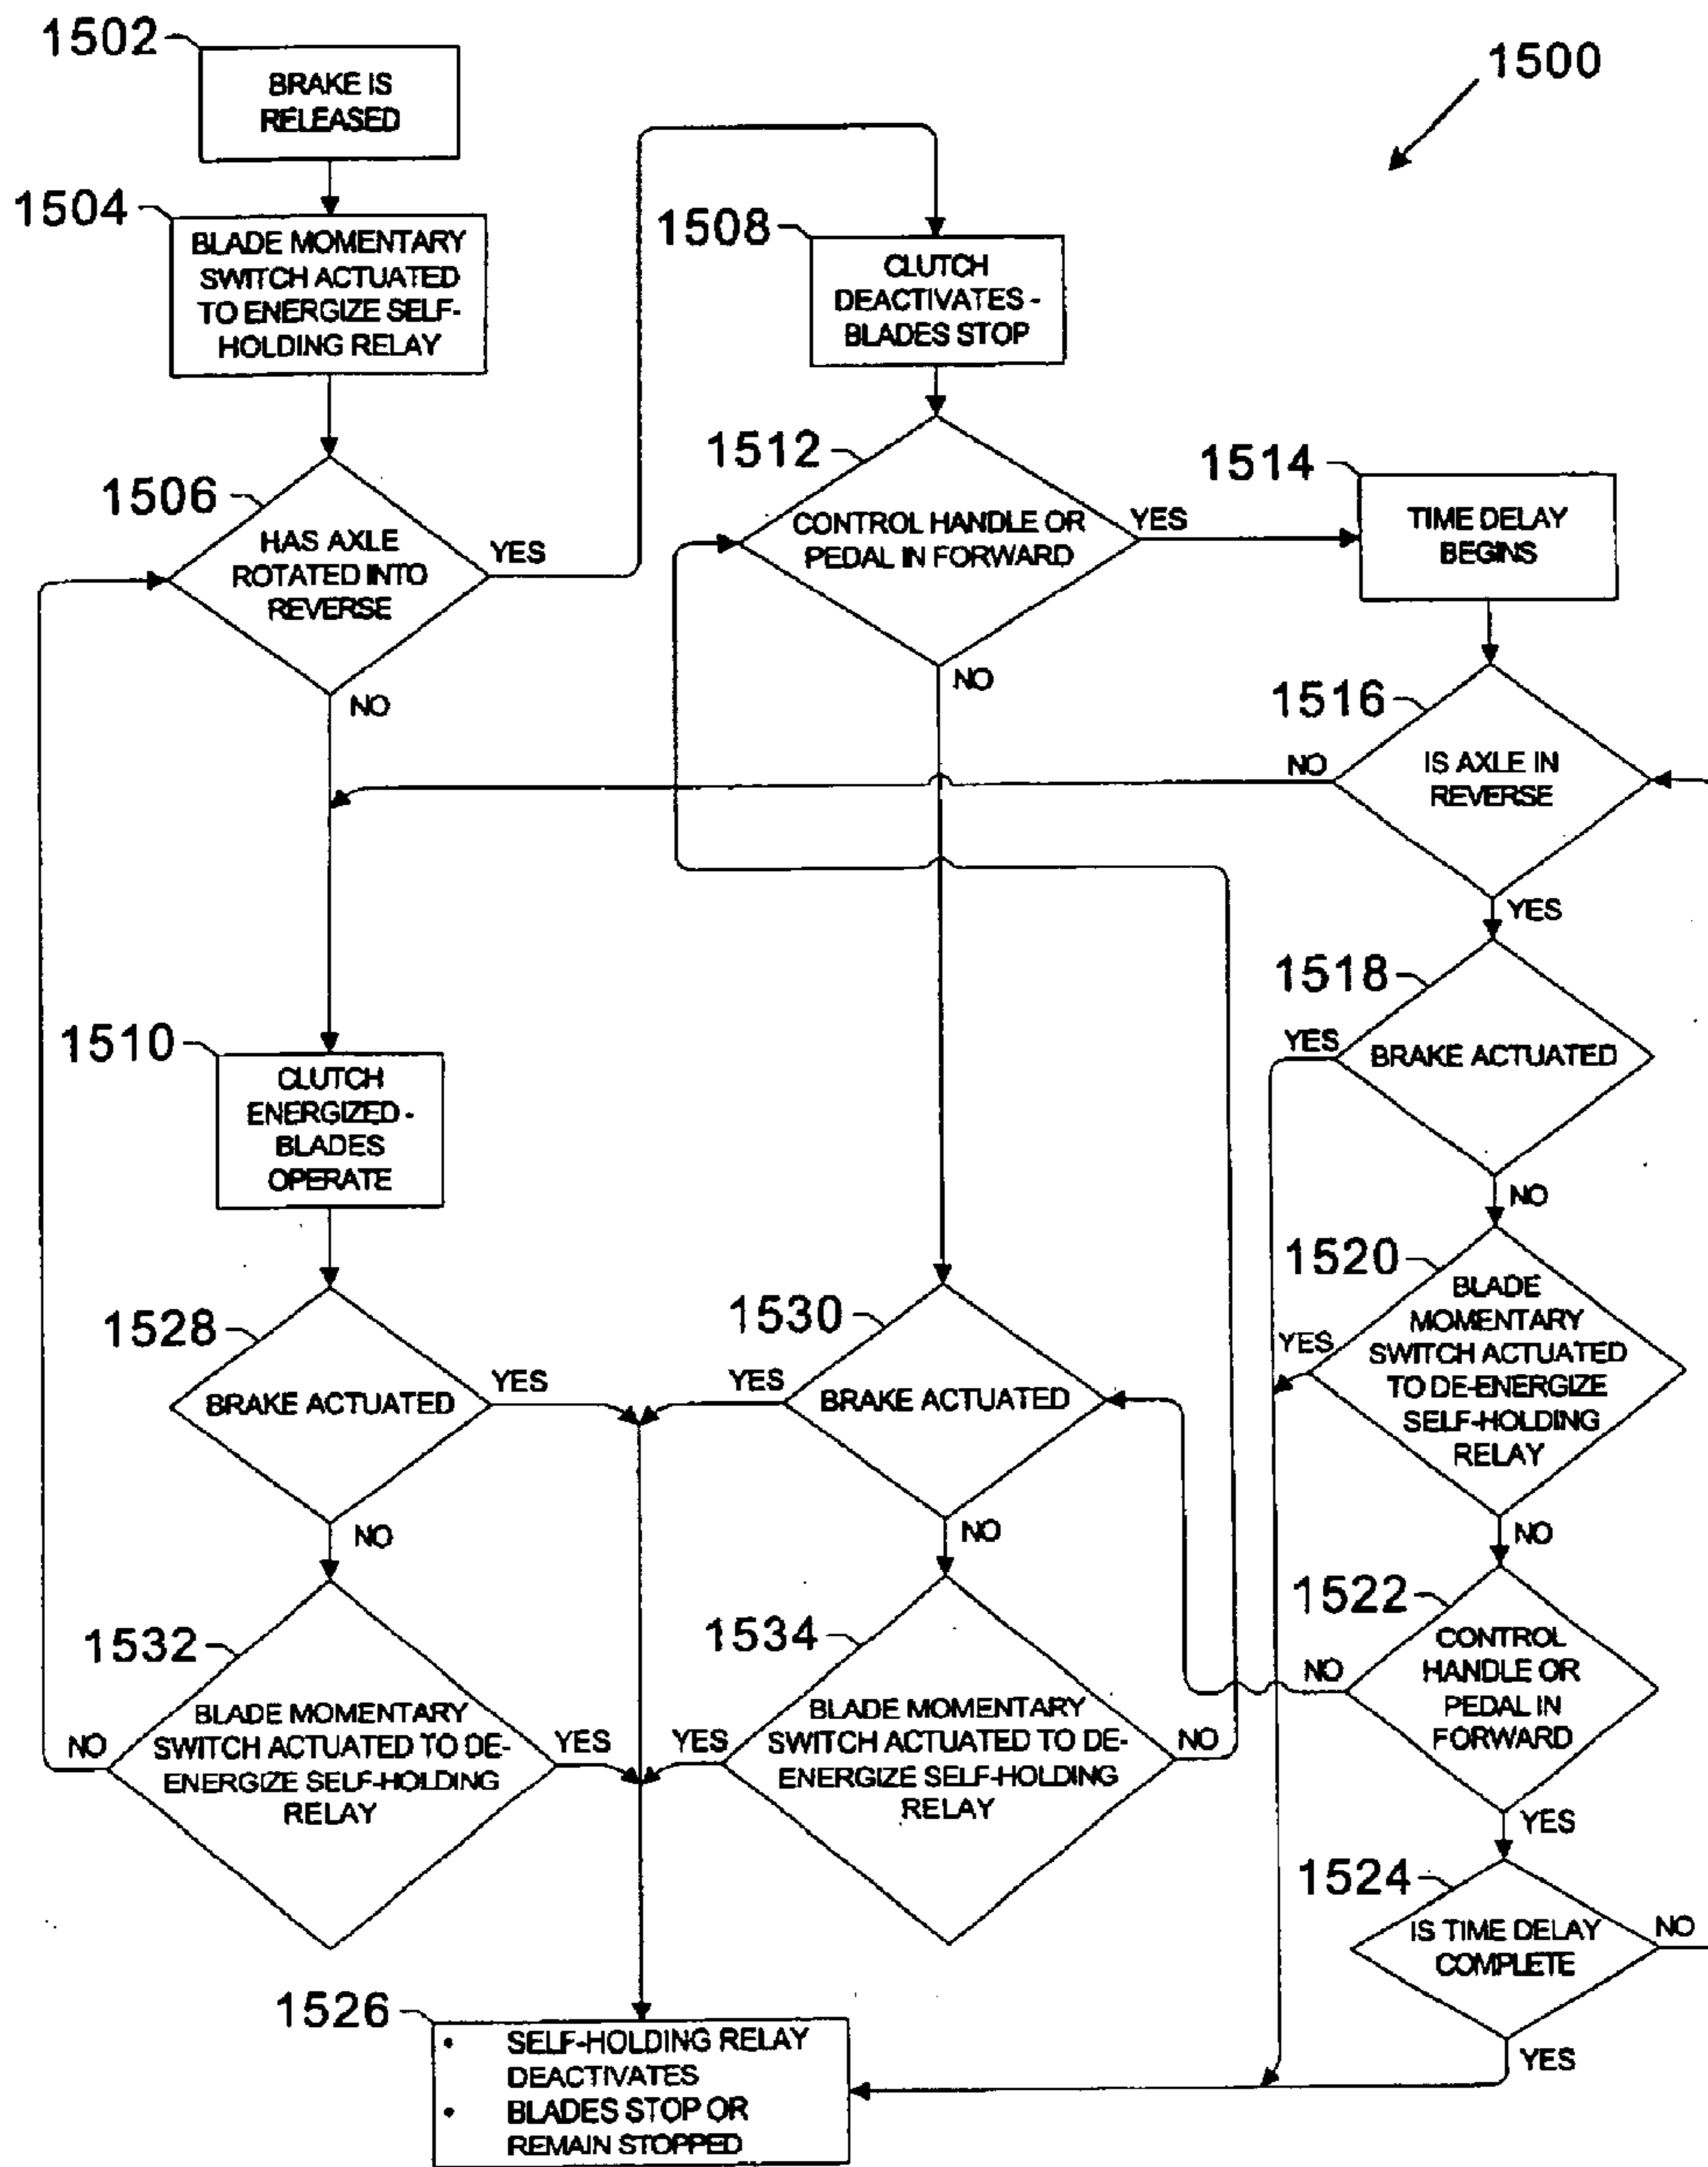 1502
BRAKE IS
RELEASED
1500
1504
BLADE MOMENTARY
SWITCH ACTUATED
TO ENERGIZE SELF-
HOLDING RELAY
1508
CLUTCH
DEACTIVATES -
BLADES STOP
1506
HAS AXLE
ROTATED INTO
REVERSE
YES
NO
1512
CONTROL HANDLE OR
PEDAL IN FORWARD
YES
NO
1514
TIME DELAY
BEGINS
1516
IS AXLE IN
REVERSE
NO
YES
1518
BRAKE ACTUATED
YES
NO
1510
CLUTCH
ENERGIZED -
BLADES
OPERATE
1520
BLADE
MOMENTARY
SWITCH ACTUATED
TO DE-ENERGIZE
SELF-HOLDING
RELAY
YES
NO
1528
BRAKE ACTUATED
YES
NO
1530
BRAKE ACTUATED
YES
NO
1522
CONTROL
HANDLE OR
PEDAL IN
FORWARD
NO
YES
1532
BLADE MOMENTARY
SWITCH ACTUATED TO DE-
ENERGIZE SELF-HOLDING
RELAY
NO
YES
1534
BLADE MOMENTARY
SWITCH ACTUATED TO DE-
ENERGIZE SELF-HOLDING
RELAY
YES
NO
1524
IS TIME DELAY
COMPLETE
NO
YES
1526
• SELF-HOLDING RELAY
DEACTIVATES
• BLADES STOP OR
REMAIN STOPPED